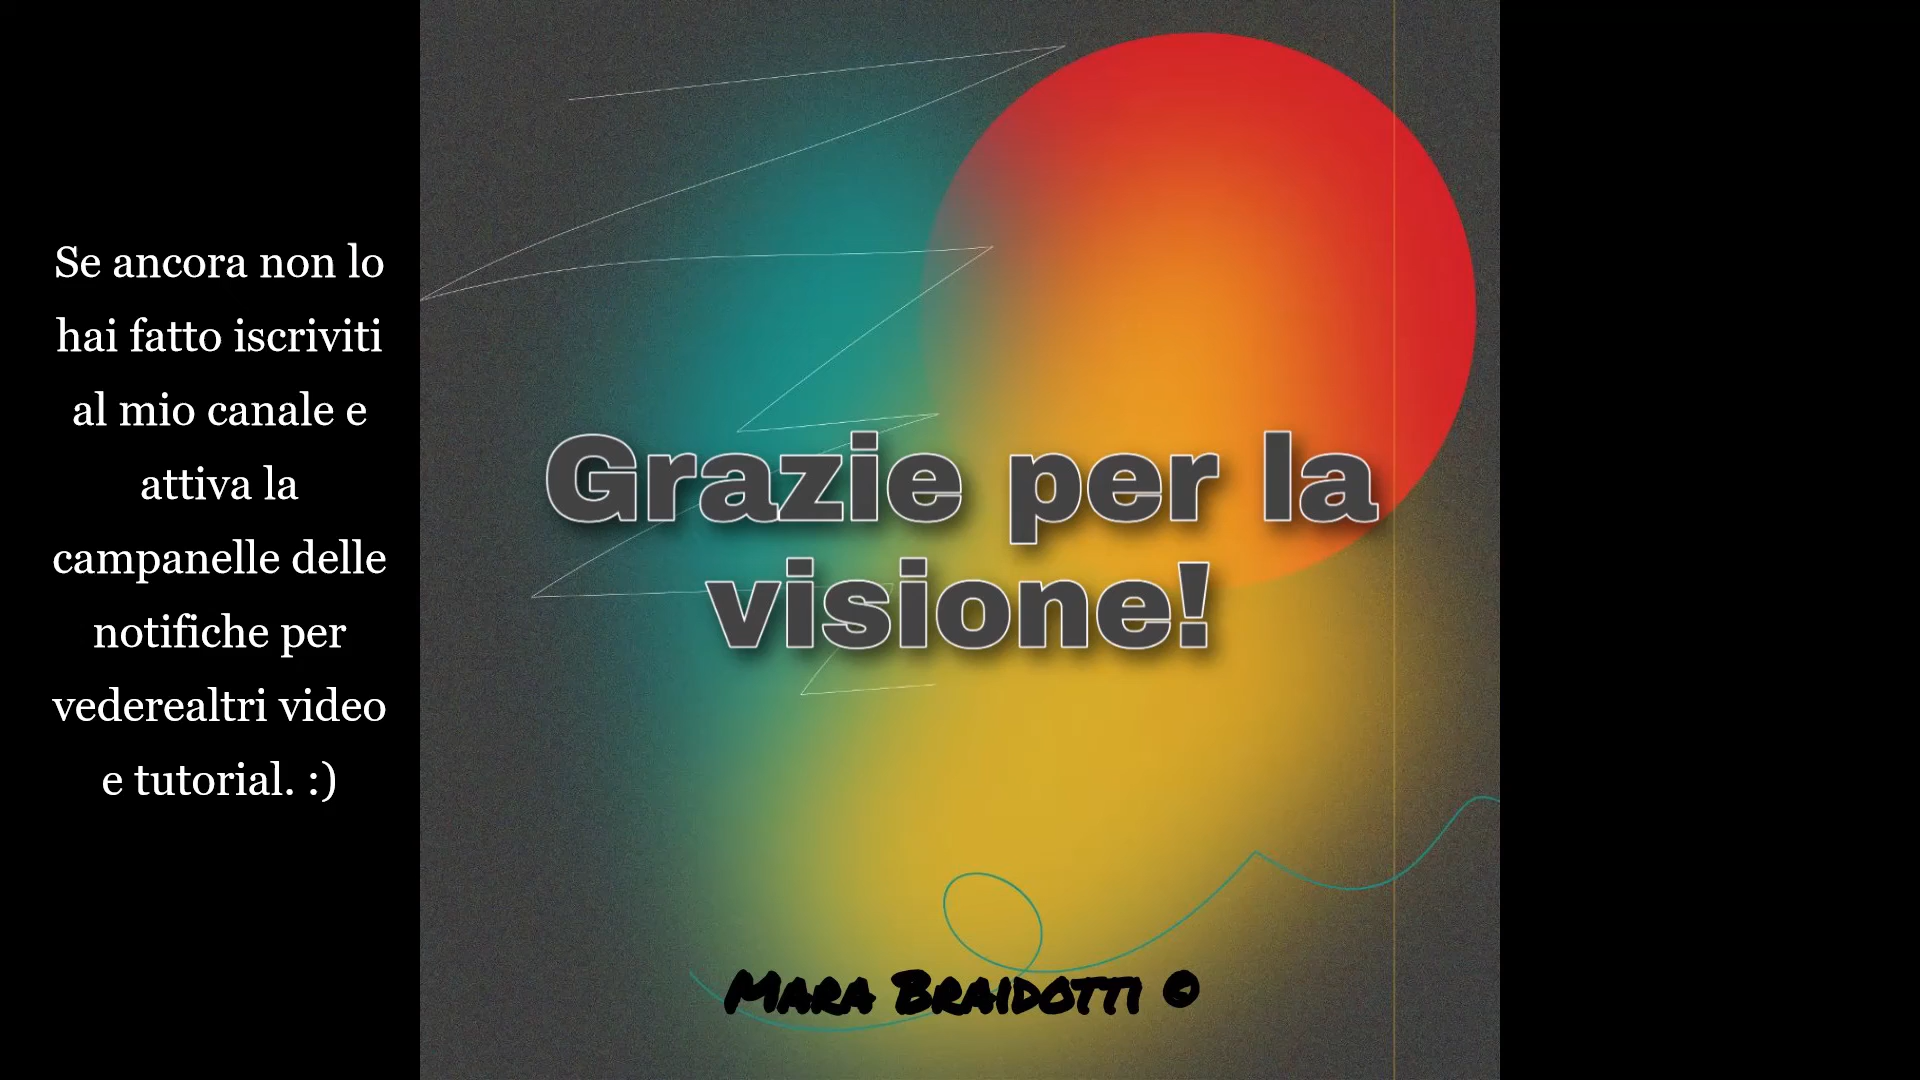 Se ancora non lo
hai fatto iscriviti
al mio canale e
attiva la
campanelle delle
notifiche per
vederealtri video
e tutorial. :)
Grazie per la
visione!
Mara Braidotti ©